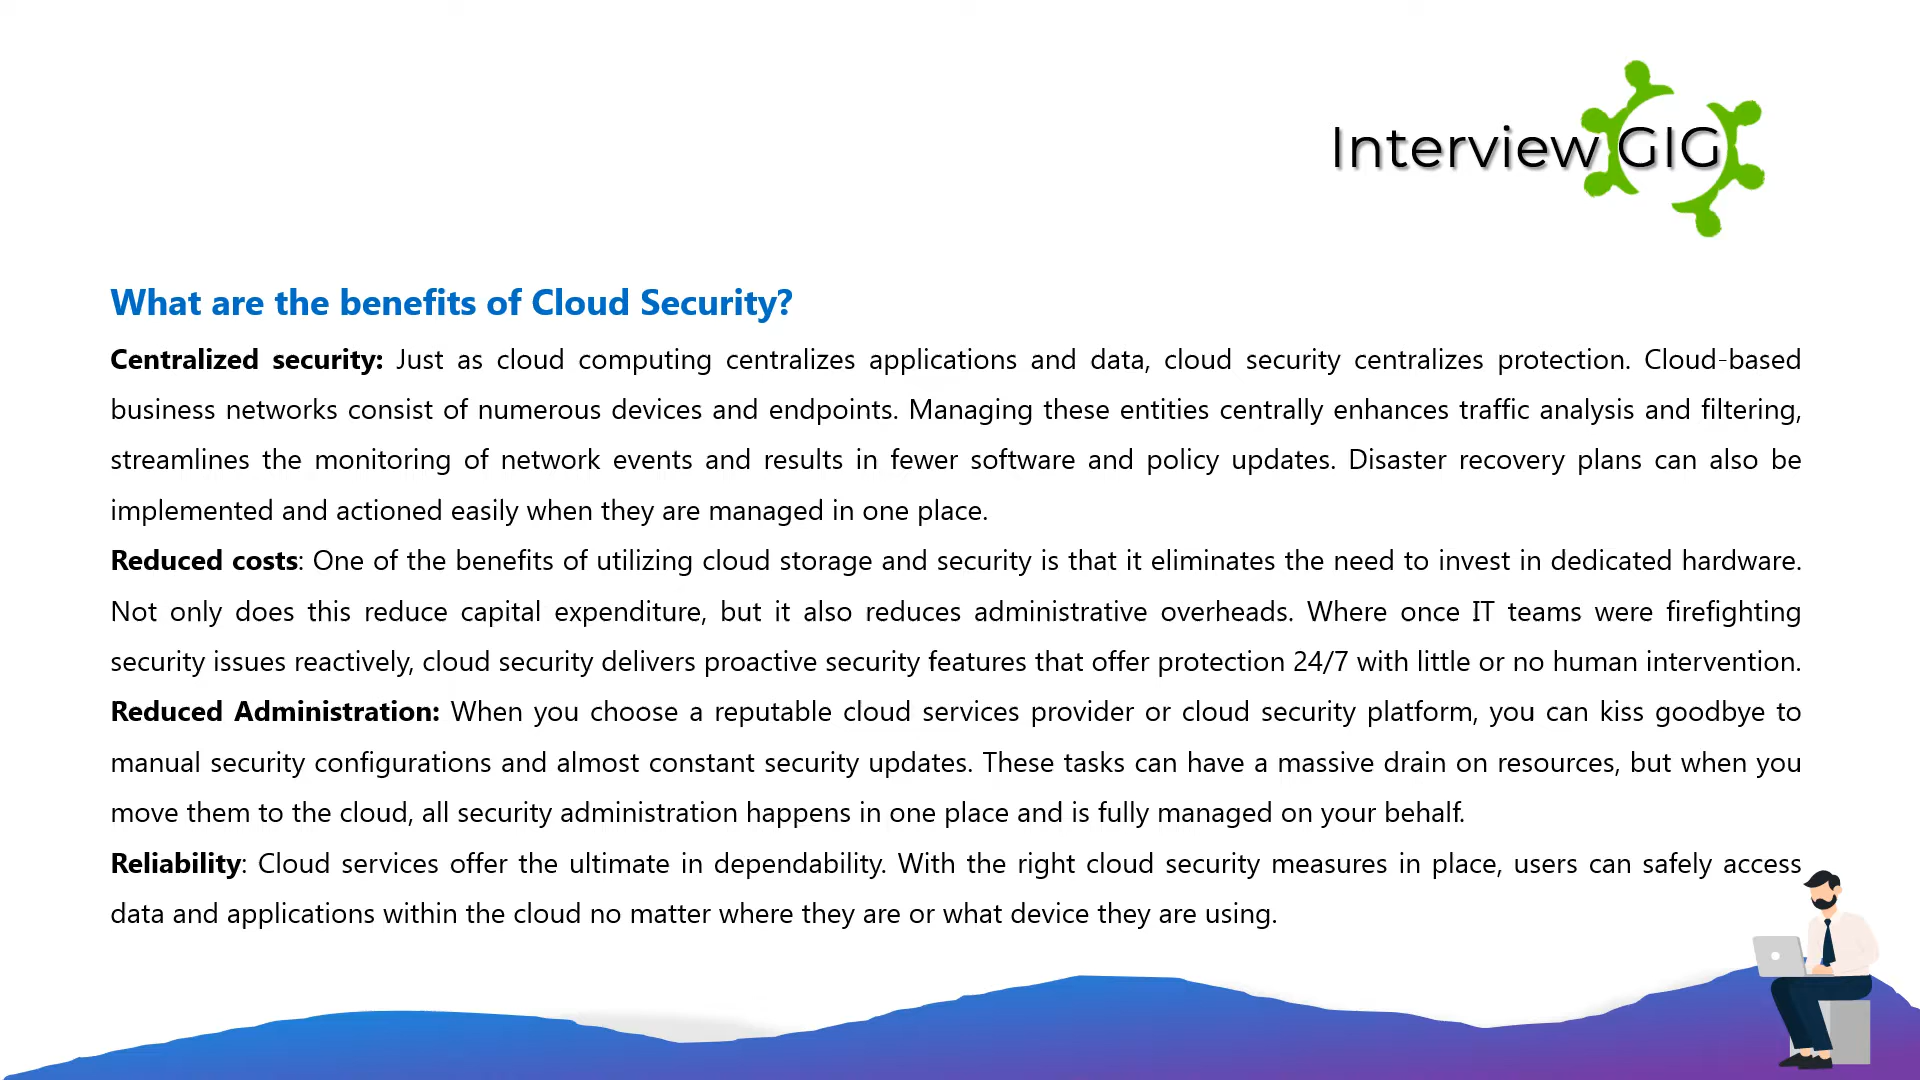 Interview GIG
What are the benefits of Cloud Security?
Centralized security: Just as cloud computing centralizes applications and data, cloud security centralizes protection. Cloud-based
business networks consist of numerous devices and endpoints. Managing these entities centrally enhances traffic analysis and filtering,
streamlines the monitoring of network events and results in fewer software and policy updates. Disaster recovery plans can also be
implemented and actioned easily when they are managed in one place.
Reduced costs: One of the benefits of utilizing cloud storage and security is that it eliminates the need to invest in dedicated hardware.
Not only does this reduce capital expenditure, but it also reduces administrative overheads. Where once IT teams were firefighting
security issues reactively, cloud security delivers proactive security features that offer protection 24/7 with little or no human intervention.
Reduced Administration: When you choose a reputable cloud services provider or cloud security platform, you can kiss goodbye to
manual security configurations and almost constant security updates. These tasks can have a massive drain on resources, but when you
move them to the cloud, all security administration happens in one place and is fully managed on your behalf.
Reliability: Cloud services offer the ultimate in dependability. With the right cloud security measures in place, users can safely access
data and applications within the cloud no matter where they are or what device they are using.